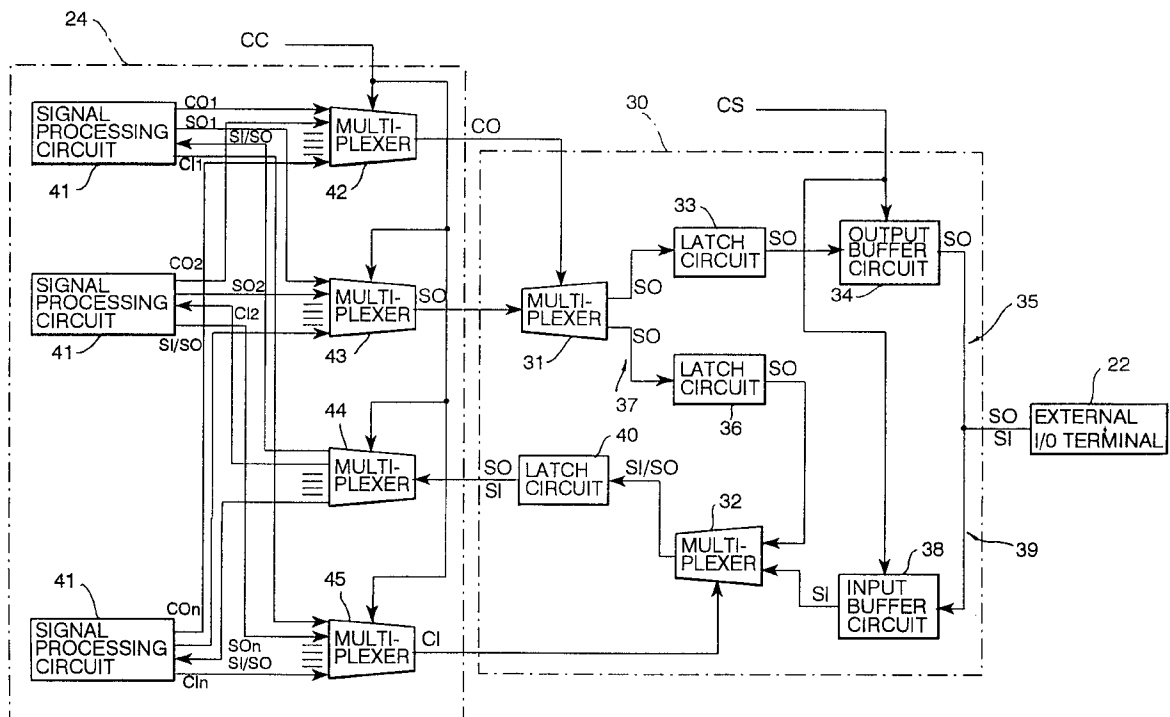 24
CC
SIGNAL
PROCESSING
CIRCUIT
41
CO1
SO1
SI/SO
CI1
MULTI-
PLEXER
42
CO
CS
30
33
LATCH
CIRCUIT
SO
SO
OUTPUT
BUFFER
CIRCUIT
34
SO
35
SIGNAL
PROCESSING
CIRCUIT
41
CO2
SO2
CI2
SI/SO
MULTI-
PLEXER
43
SO
MULTI-
PLEXER
31
SO
37
LATCH
CIRCUIT
36
SO
22
SO
SI
EXTERNAL
I/O TERMINAL
44
MULTI-
PLEXER
SO
SI
40
LATCH
CIRCUIT
SI/SO
32
MULTI-
PLEXER
SI
38
INPUT
BUFFER
CIRCUIT
39
41
SIGNAL
PROCESSING
CIRCUIT
COn
SOn
SI/SO
CIn
45
MULTI-
PLEXER
CI